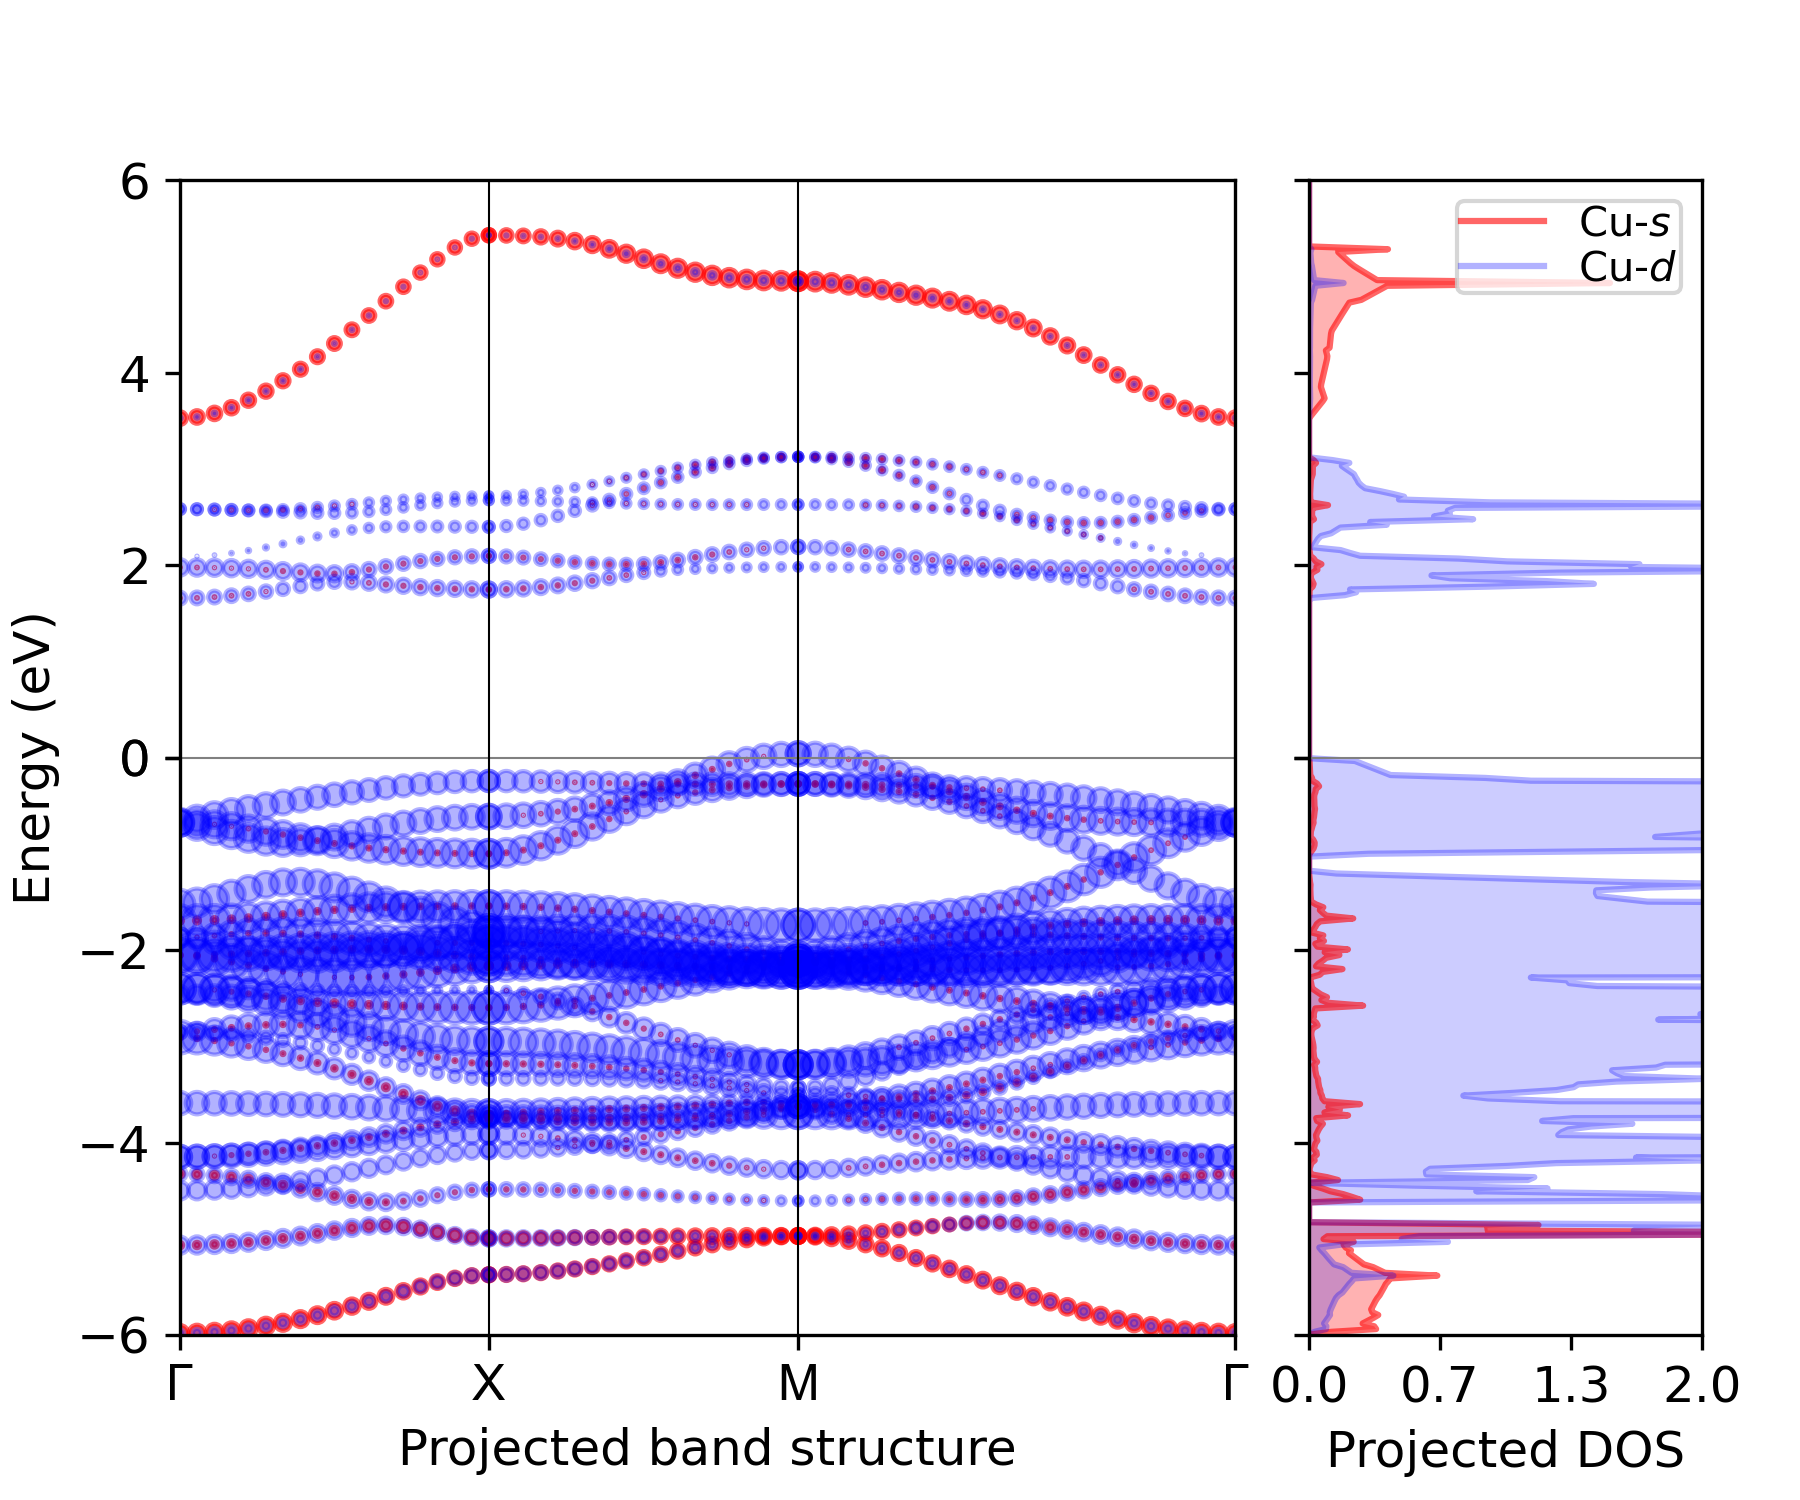 6
4
2
0
−2
−4
−6
Energy (eV)
Γ
X
M
Γ
Projected band structure
Cu-s
Cu-d
0.0
0.7
1.3
2.0
Projected DOS